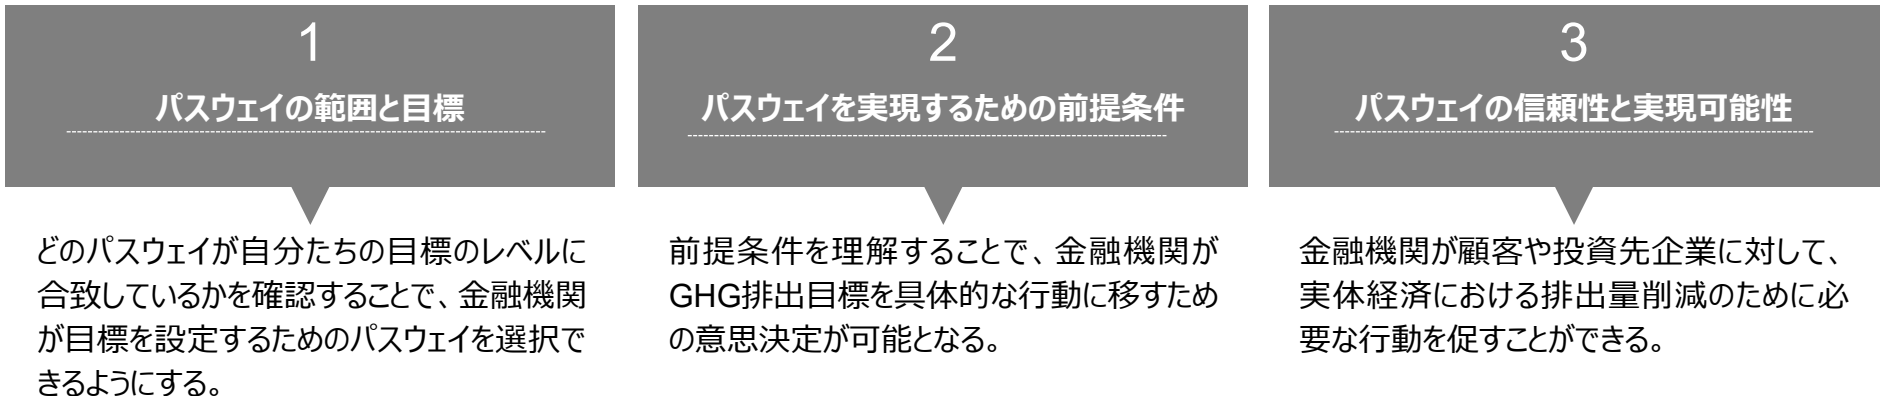 1
パスウェイの範囲と目標
どのパスウェイが自分たちの目標のレベルに
合致しているかを確認することで、金融機関
が目標を設定するためのパスウェイを選択で
きるようにする。
2
パスウェイを実現するための前提条件
前提条件を理解することで、金融機関が
GHG排出目標を具体的な行動に移すため
の意思決定が可能となる。
3
パスウェイの信頼性と実現可能性
金融機関が顧客や投資先企業に対して、
実体経済における排出量削減のために必
要な行動を促すことができる。